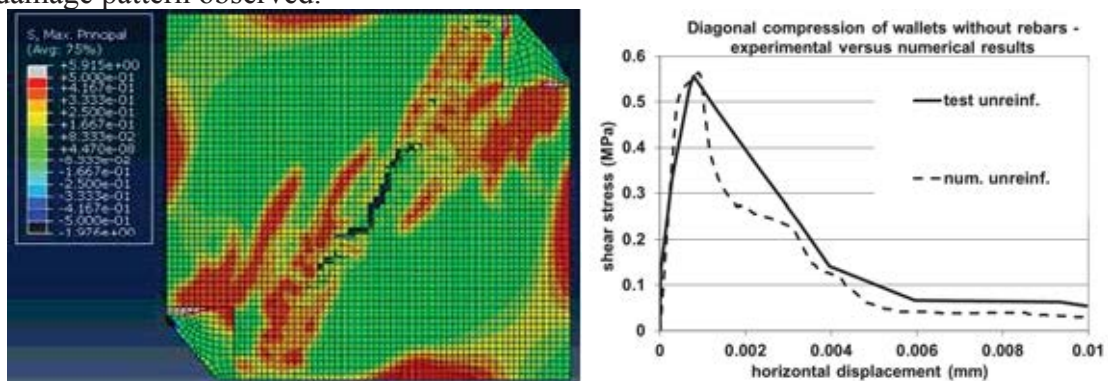 damage pattern observed.
S, Max. Principal
(Avg: 75%)
+5.915e+00
+5.000e-01
+4.167e-01
+3.333e-01
+2.500e-01
+1.667e-01
+8.333e-02
+4.470e-08
-8.333e-02
-1.667e-01
-2.500e-01
-3.333e-01
-4.167e-01
-5.000e-01
-1.976e+00
Diagonal compression of wallets without rebars -
experimental versus numerical results
0.6
0.5
0.4
0.3
0.2
0.1
0
shear stress (MPa)
test unreinf.
num. unreinf.
0 0.002 0.004 0.006 0.008 0.01
horizontal displacement (mm)